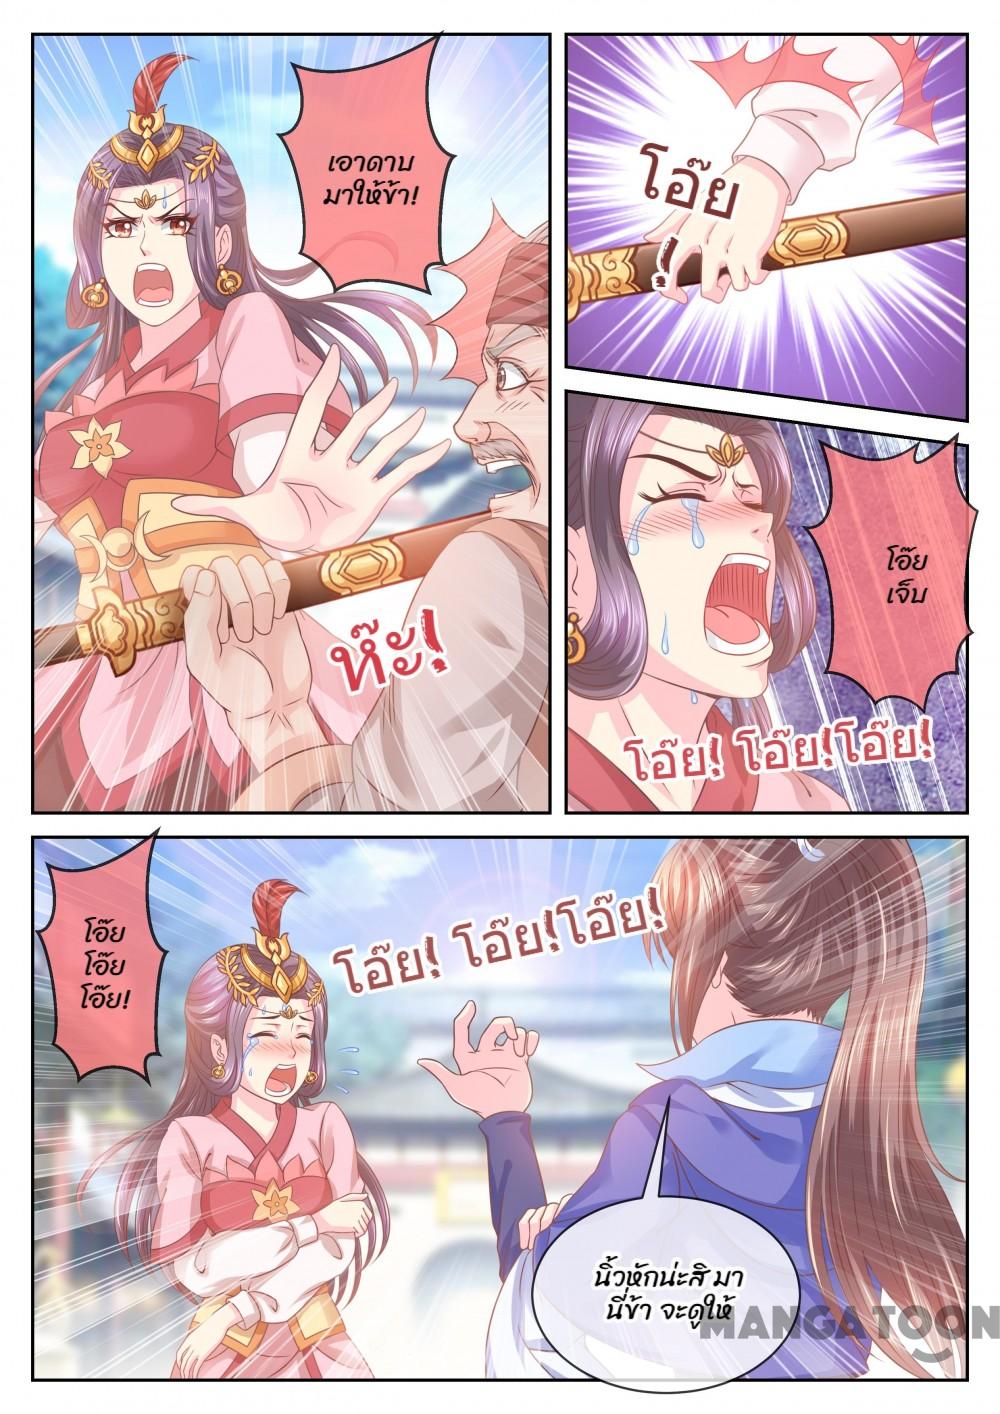 เอาดาบ
มาให้ข้า!
ห๊ะ!
โอ๊ย
!
โอ๊ย
เจ็บ
โอ๊ย! โอ๊ย!โอ๊ย!
โอ๊ย
โอ๊ย
โอ๊ย!
โอ๊ย! โอ๊ย!โอ๊ย!
นิ้วหักน่ะสิ มา
นี่ข้า จะดูให้
MANGATOON